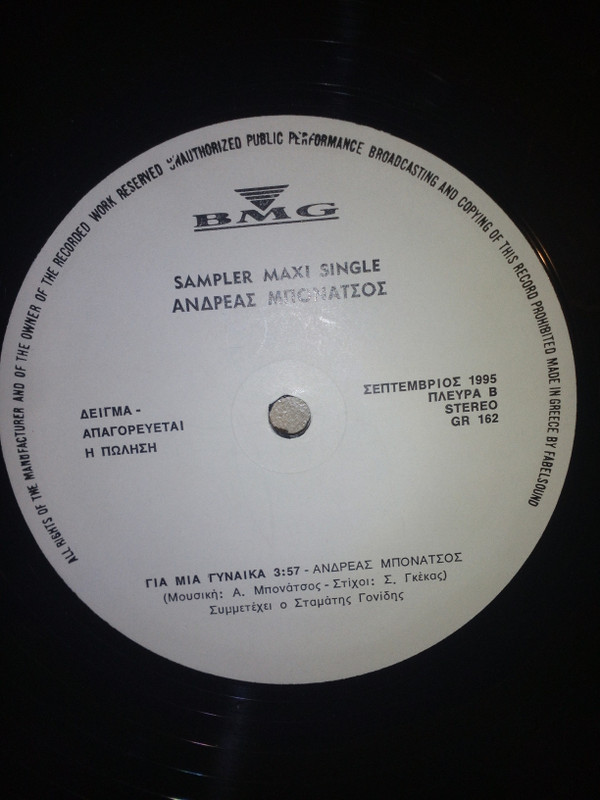 ALL RIGHTS OF THE MANUFACTURER AND OF THE OWNER OF THE RECORDED WORK RESERVED UNAUTHORIZED PUBLIC PERFORMANCE BROADCASTING AND COPYING OF THIS RECORD PROHIBITED MADE IN GREECE BY FABELSOUND
BMG
SAMPLER MAXI SINGLE
ΑΝΔΡΕΑΣ ΜΠΟΝΑΤΣΟΣ
ΣΕΠΤΕΜΒΡΙΟΣ 1995
ΠΛΕΥΡΑ Β
STEREO
GR 162
ΔΕΙΓΜΑ -
ΑΠΑΓΟΡΕΥΕΤΑΙ
Η ΠΩΛΗΣΗ
ΓΙΑ ΜΙΑ ΓΥΝΑΙΚΑ 3:57 - ΑΝΔΡΕΑΣ ΜΠΟΝΑΤΣΟΣ
(Μουσική: Α. Μπονάτσος - Στίχοι: Σ. Γκέκας)
Συμμετέχει ο Σταμάτης Γονίδης